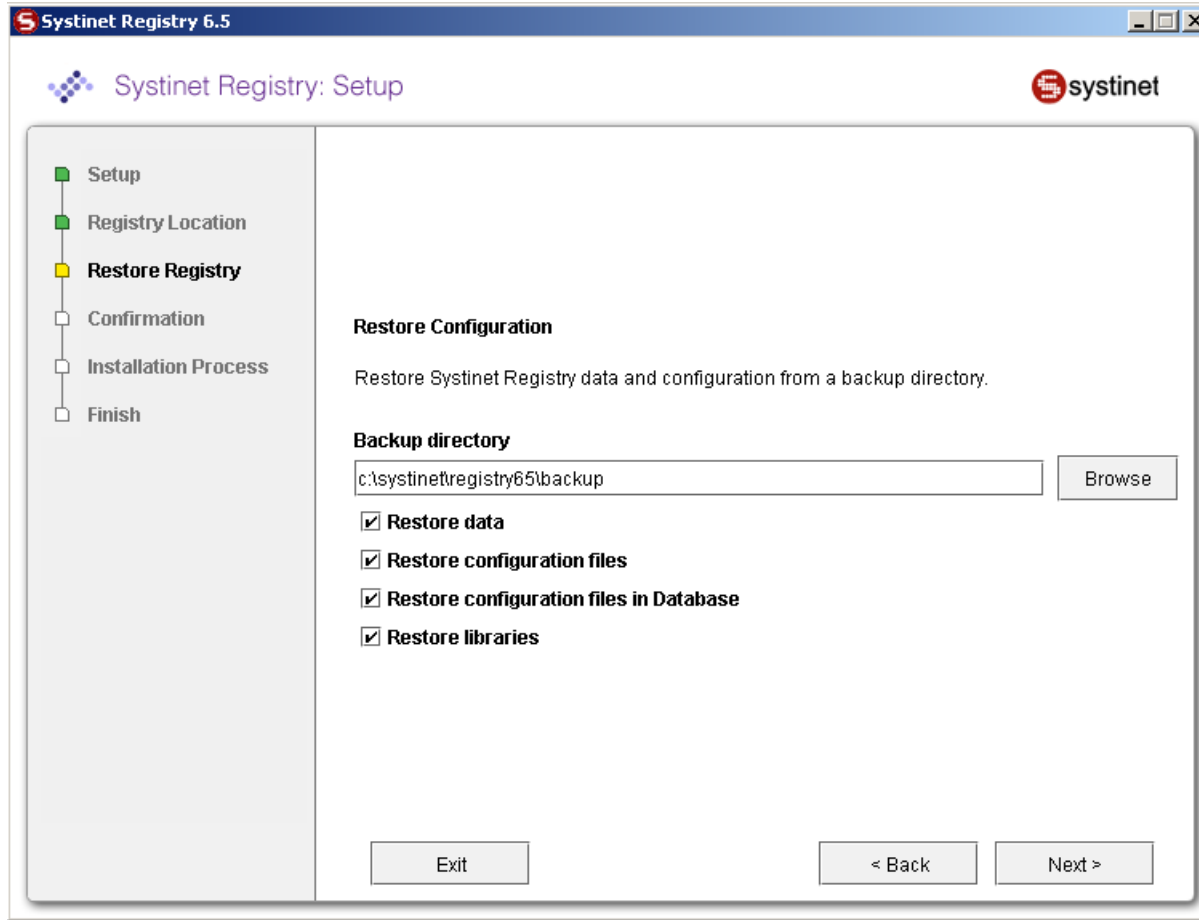 Systinet Registry 6.5
Systinet Registry: Setup
systinet
Setup
Registry Location
Restore Registry
Confirmation
Installation Process
Finish
Restore Configuration
Restore Systinet Registry data and configuration from a backup directory.
Backup directory
c:\systinet\registry65\backup
Browse
Restore data
Restore configuration files
Restore configuration files in Database
Restore libraries
Exit
< Back
Next >